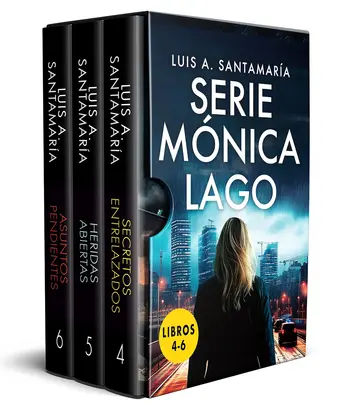 LUIS A. SANTAMARÍA
SERIE
MÓNICA
LAGO
LIBROS
4-6
LUIS A.
SANTAMARÍA
ASUNTOS
PENDIENTES
6
LUIS A.
SANTAMARÍA
HERIDAS
ABIERTAS
5
LUIS A.
SANTAMARÍA
SECRETOS
ENTRELAZADOS
4